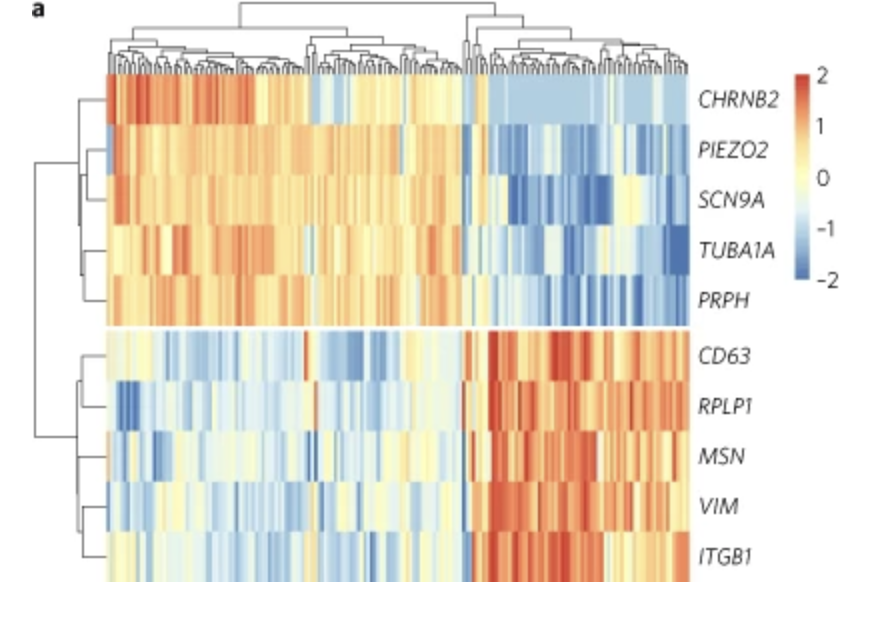 a
CHRNB2
PIEZO2
SCN9A
TUBA1A
PRPH
CD63
RPLP1
MSN
VIM
ITGB1
2
1
0
−1
−2